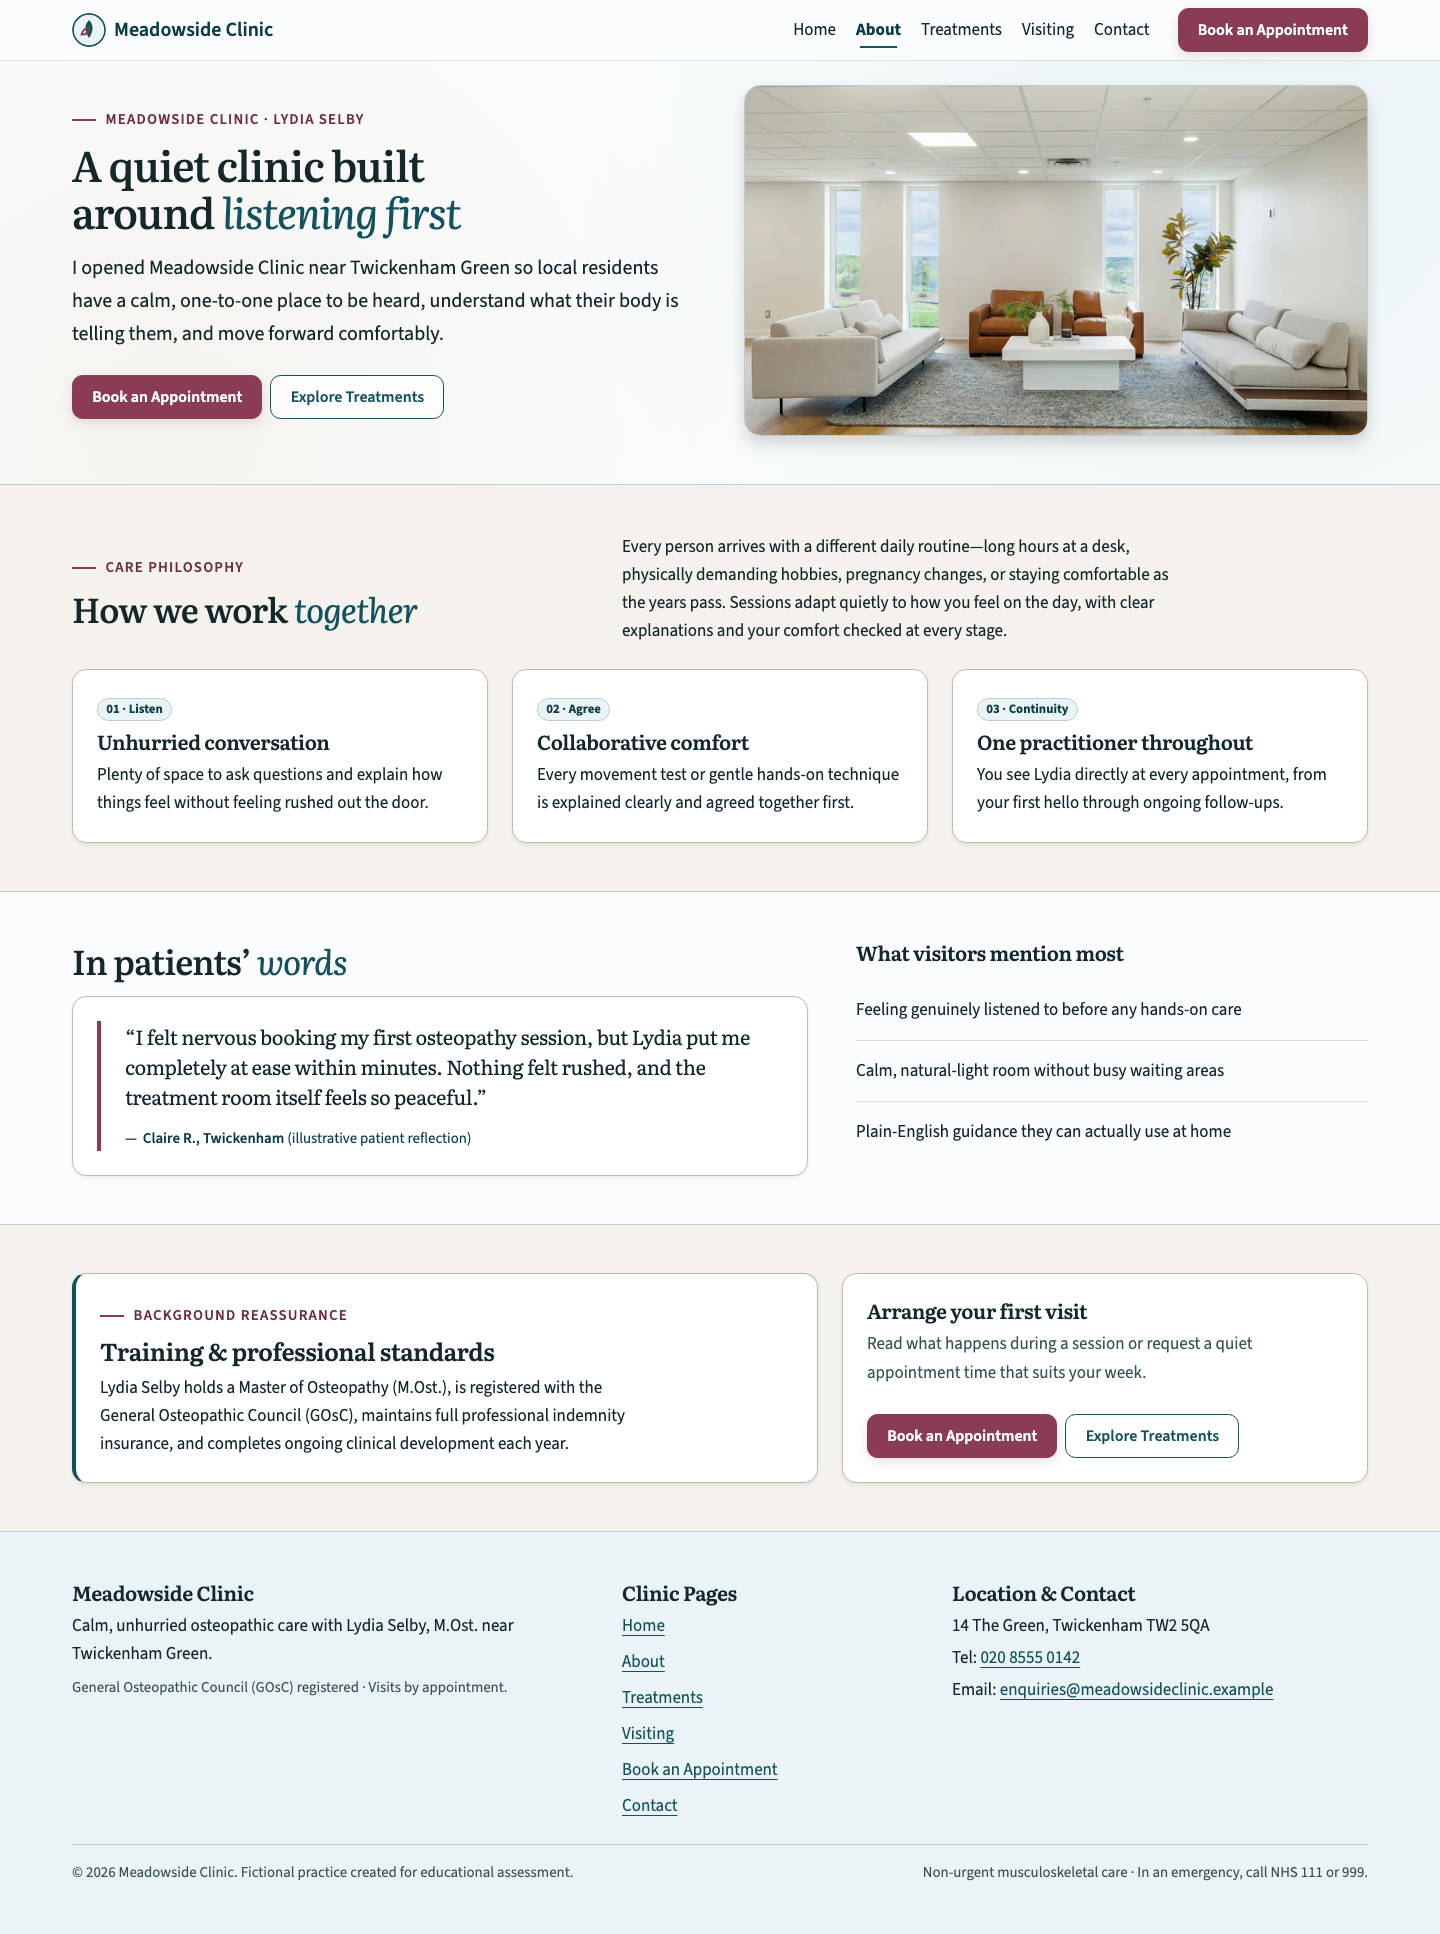 Meadowside Clinic
Home
About
Treatments
Visiting
Contact
Book an Appointment
MEADOWSIDE CLINIC · LYDIA SELBY
A quiet clinic built
around listening first
I opened Meadowside Clinic near Twickenham Green so local residents
have a calm, one-to-one place to be heard, understand what their body is
telling them, and move forward comfortably.
Book an Appointment
Explore Treatments
CARE PHILOSOPHY
How we work together
Every person arrives with a different daily routine—long hours at a desk,
physically demanding hobbies, pregnancy changes, or staying comfortable as
the years pass. Sessions adapt quietly to how you feel on the day, with clear
explanations and your comfort checked at every stage.
01 · Listen
Unhurried conversation
Plenty of space to ask questions and explain how
things feel without feeling rushed out the door.
02 · Agree
Collaborative comfort
Every movement test or gentle hands-on technique
is explained clearly and agreed together first.
03 · Continuity
One practitioner throughout
You see Lydia directly at every appointment, from
your first hello through ongoing follow-ups.
In patients’ words
“I felt nervous booking my first osteopathy session, but Lydia put me
completely at ease within minutes. Nothing felt rushed, and the
treatment room itself feels so peaceful.”
— Claire R., Twickenham (illustrative patient reflection)
What visitors mention most
Feeling genuinely listened to before any hands-on care
Calm, natural-light room without busy waiting areas
Plain-English guidance they can actually use at home
BACKGROUND REASSURANCE
Training & professional standards
Lydia Selby holds a Master of Osteopathy (M.Ost.), is registered with the
General Osteopathic Council (GOsC), maintains full professional indemnity
insurance, and completes ongoing clinical development each year.
Arrange your first visit
Read what happens during a session or request a quiet
appointment time that suits your week.
Book an Appointment
Explore Treatments
Meadowside Clinic
Calm, unhurried osteopathic care with Lydia Selby, M.Ost. near
Twickenham Green.
General Osteopathic Council (GOsC) registered · Visits by appointment.
Clinic Pages
Home
About
Treatments
Visiting
Book an Appointment
Contact
Location & Contact
14 The Green, Twickenham TW2 5QA
Tel: 020 8555 0142
Email: enquiries@meadowsideclinic.example
© 2026 Meadowside Clinic. Fictional practice created for educational assessment.
Non-urgent musculoskeletal care · In an emergency, call NHS 111 or 999.